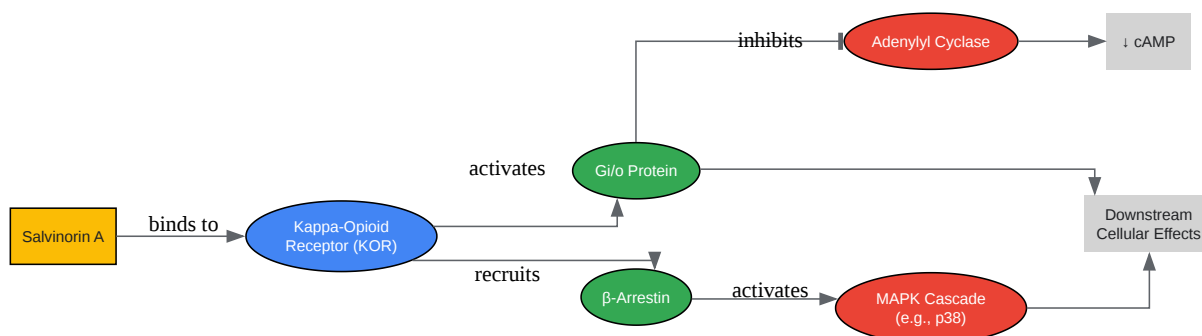 inhibits
Adenylyl Cyclase
↓ cAMP
activates
Gi/o Protein
Salvinorin A
binds to
Kappa-Opioid
Receptor (KOR)
Downstream
Cellular Effects
recruits
β-Arrestin
activates
MAPK Cascade
(e.g., p38)